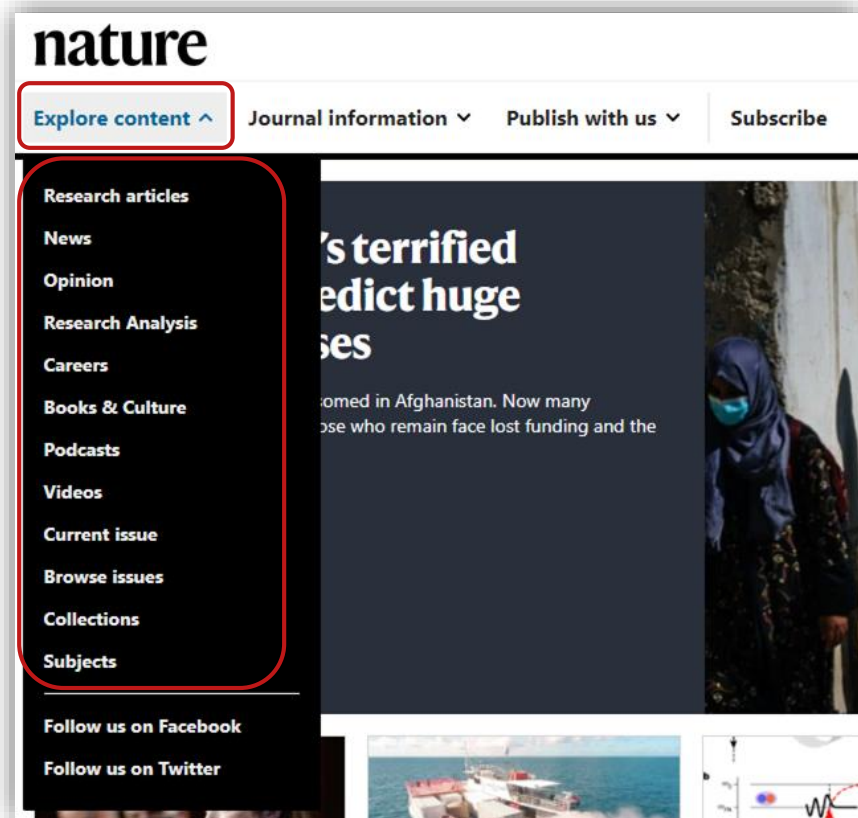 nature
Explore content Journal information Publish with us Subscribe
Research articles
News
Opinion
Research Analysis
Careers
Books & Culture
Podcasts
Videos
Current issue
Browse issues
Collections
Subjects
Follow us on Facebook
Follow us on Twitter
's terrified
edict huge
ses
omed in Afghanistan. Now many
ose who remain face lost funding and the
b